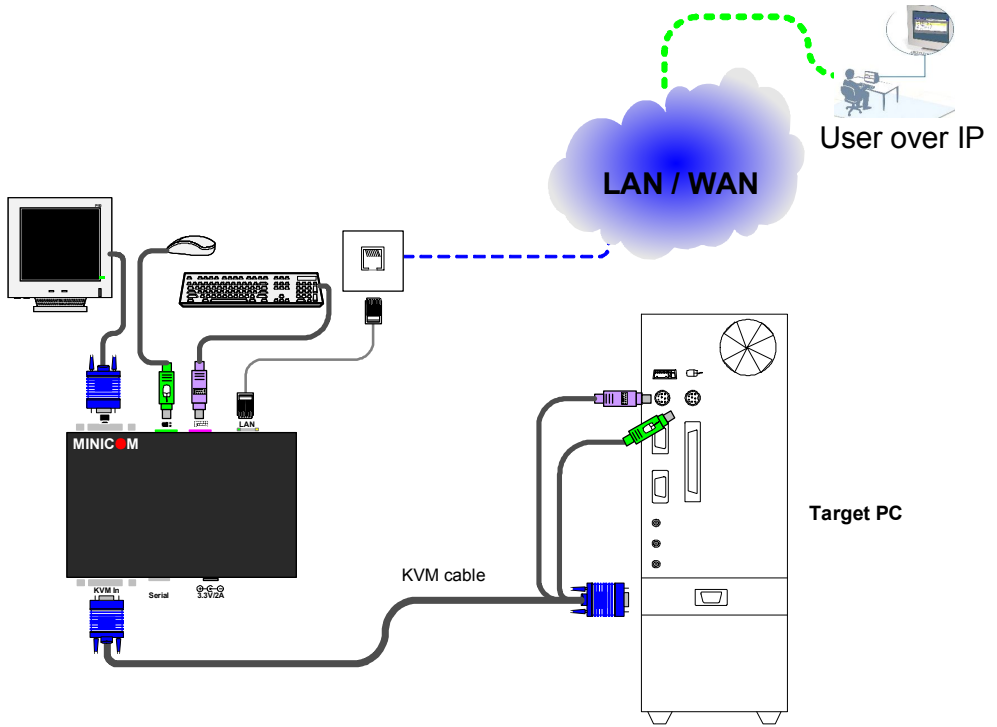 User over IP
LAN / WAN
LAN
MINICOM
Target PC
KVM cable
KVM In
Serial
3.3V/2A